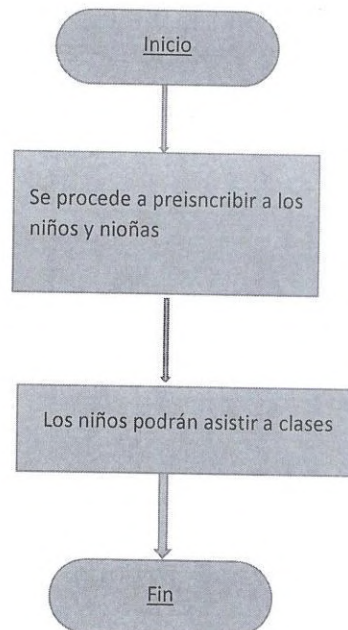 Inicio
Se procede a preisncribir a los
niños y nioñas
Los niños podrán asistir a clases
Fin